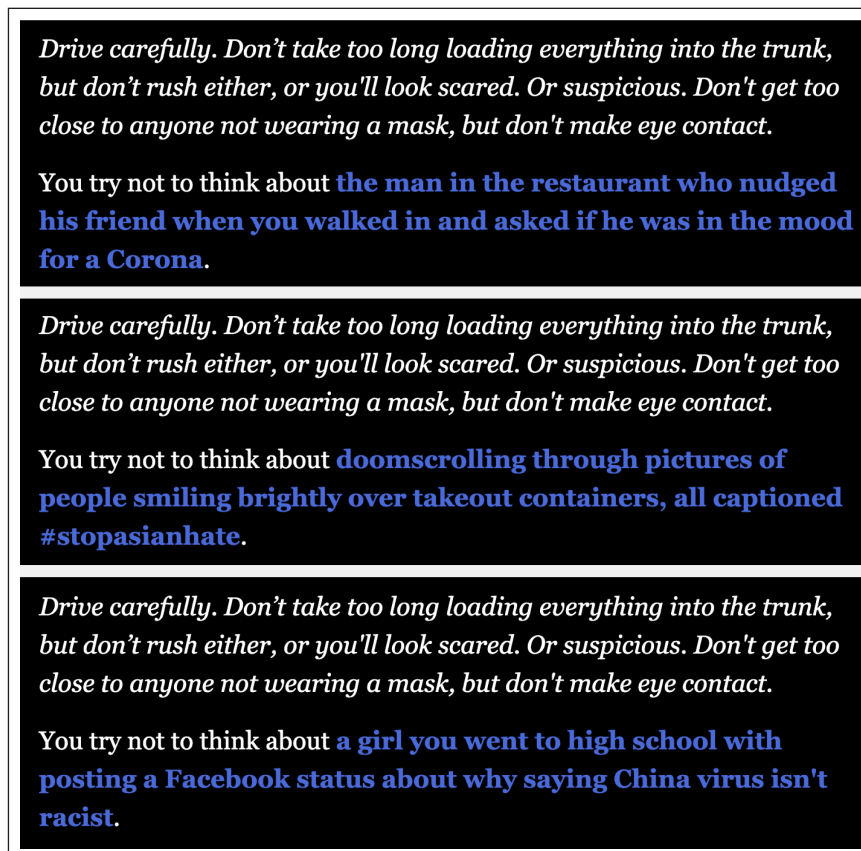 Drive carefully. Don’t take too long loading everything into the trunk,
but don’t rush either, or you'll look scared. Or suspicious. Don't get too
close to anyone not wearing a mask, but don't make eye contact.
You try not to think about the man in the restaurant who nudged
his friend when you walked in and asked if he was in the mood
for a Corona.
Drive carefully. Don’t take too long loading everything into the trunk,
but don’t rush either, or you'll look scared. Or suspicious. Don't get too
close to anyone not wearing a mask, but don't make eye contact.
You try not to think about doomscrolling through pictures of
people smiling brightly over takeout containers, all captioned
#stopasianhate.
Drive carefully. Don’t take too long loading everything into the trunk,
but don’t rush either, or you'll look scared. Or suspicious. Don't get too
close to anyone not wearing a mask, but don't make eye contact.
You try not to think about a girl you went to high school with
posting a Facebook status about why saying China virus isn't
racist.